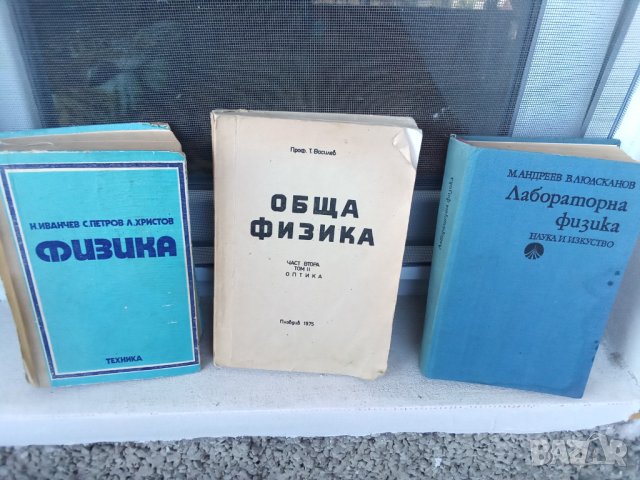 Н.ИВАНЧЕВ С.ПЕТРОВ Л.ХРИСТОВ
ФИЗИКА
ТЕХНИКА
Проф. Т. Василев
ОБЩА
ФИЗИКА
ЧАСТ ВТОРА
ТОМ II
ОПТИКА
Пловдив 1975
М.АНДРЕЕВ В.ЛЮДСКАНОВ
Лабораторна
физика
НАУКА И ИЗКУСТВО
Лабораторна физика
BAZAR